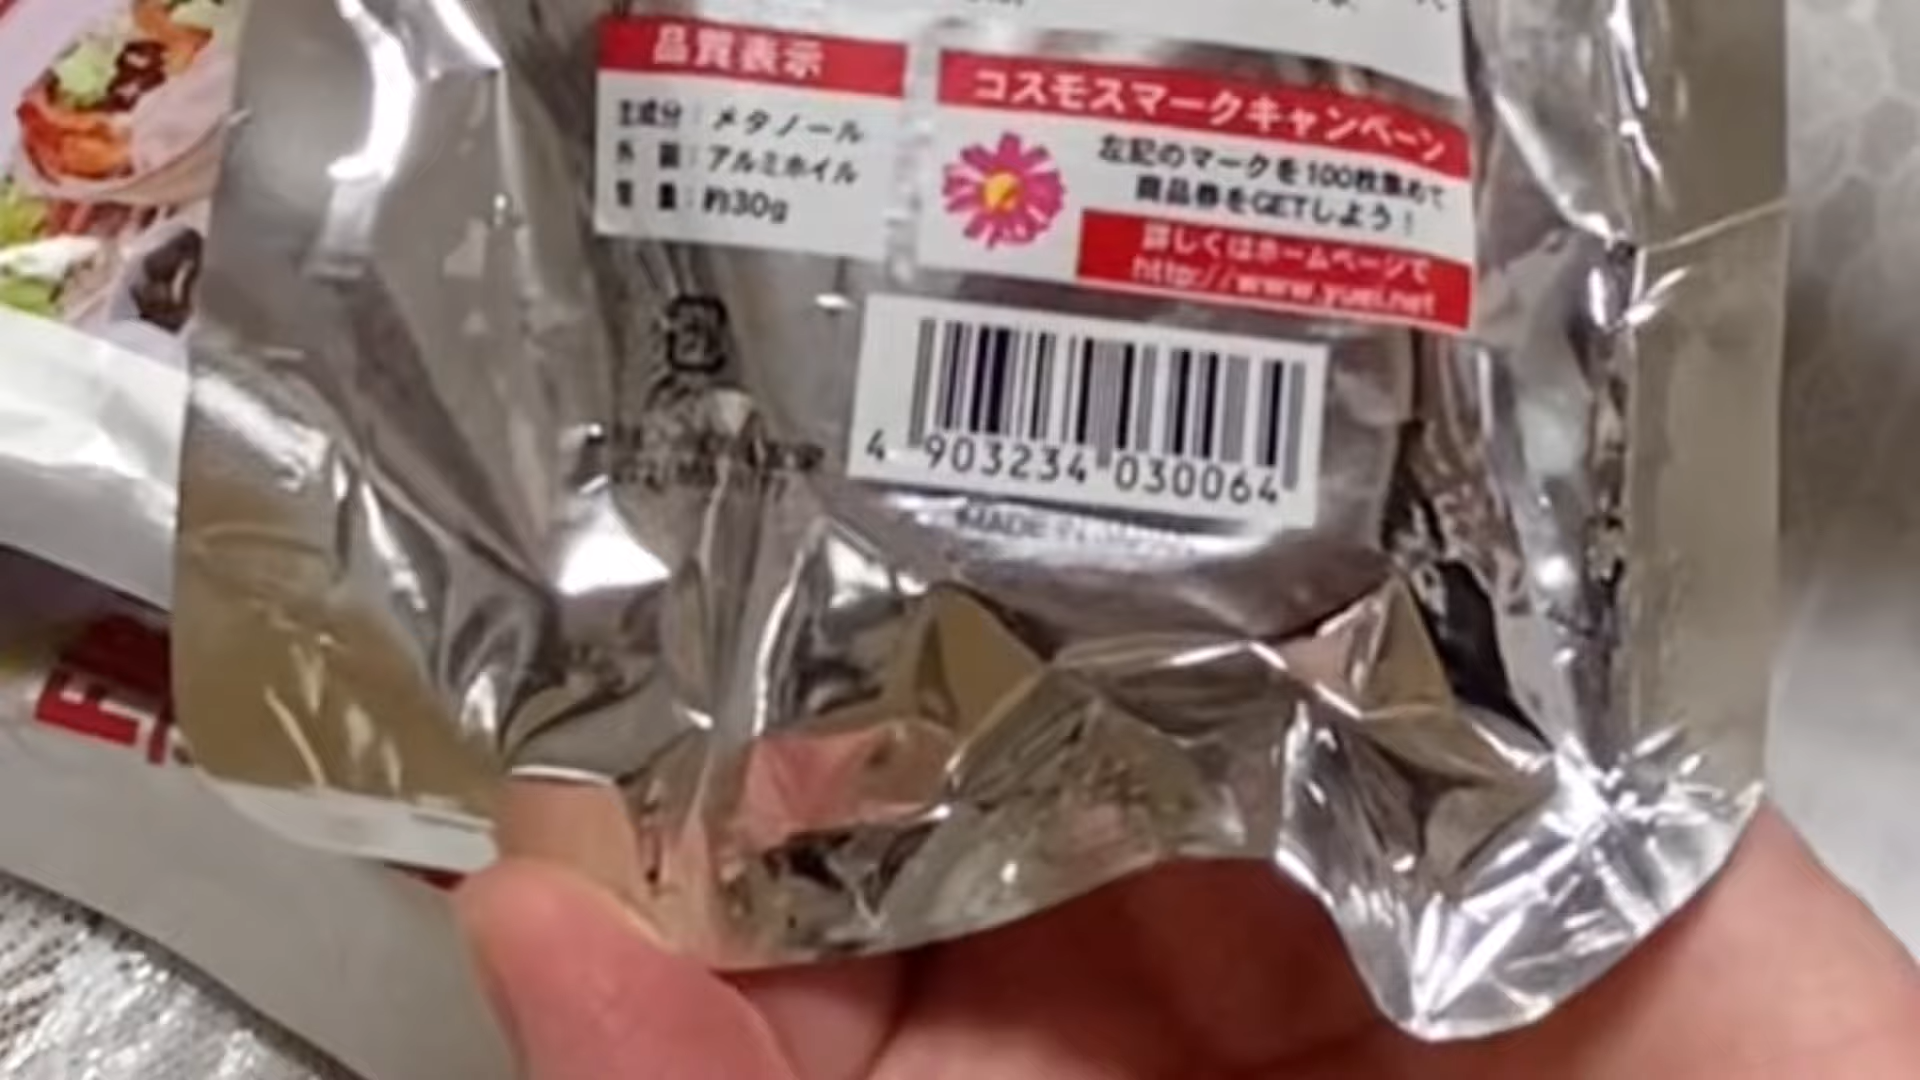 品質表示
主成分：メタノール
外 装：アルミホイル
容 量：約30g
コスモスマークキャンペーン
左記のマークを100枚集めて
商品券をGETしよう！
詳しくはホームページで
http://www.yuei.net
4 903234 030064
MADE IN